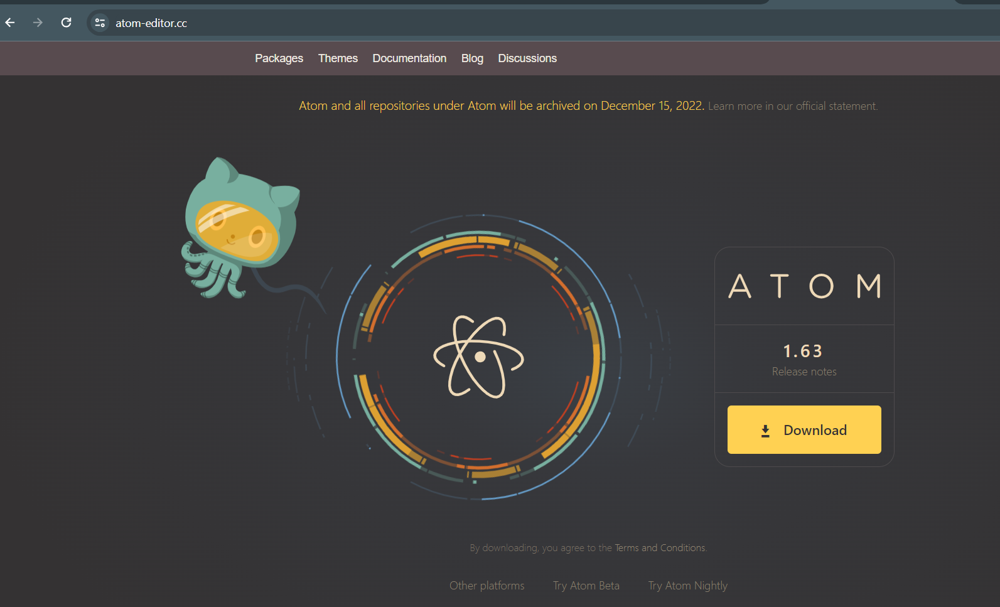 atom-editor.cc
Packages Themes Documentation Blog Discussions
Atom and all repositories under Atom will be archived on December 15, 2022. Learn more in our official statement.
ATOM
1.63
Release notes
Download
By downloading, you agree to the Terms and Conditions.
Other platforms Try Atom Beta Try Atom Nightly